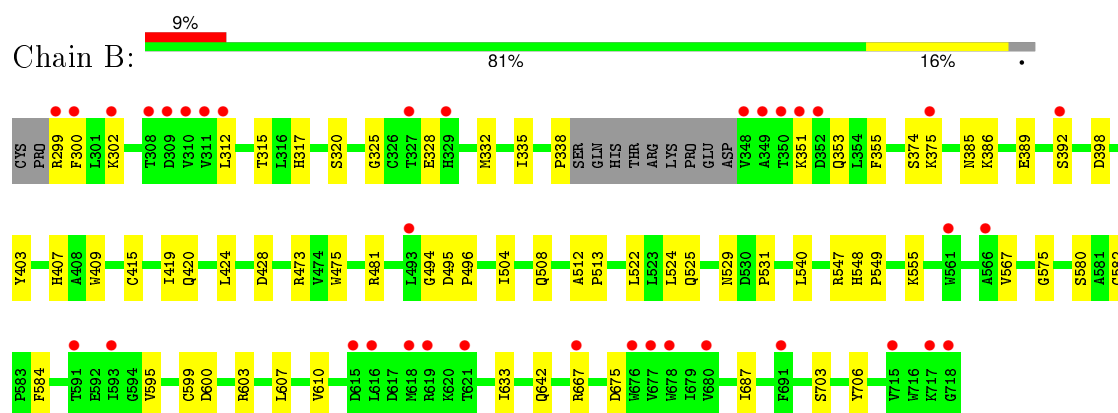 9%
Chain B:
81% 16% •
CYS PRO R299 F300 L301 K302 T308 D309 V310 V311 L312 T315 L316 H317 S320 G325 C326 T327 E328 H329 M332 I335 P338 SER GLN HIS THR ARG LYS PRO GLU ASP V348 A349 T350 K351 D352 Q353 L354 F355 S374 K375 N385 K386 E389 S392 D398
Y403 H407 A408 W409 C415 I419 Q420 L424 D428 R473 V474 W475 R481 L493 G494 D495 P496 I504 Q508 A512 P513 L522 L523 L524 Q525 N529 D530 P531 L540 R547 H548 P549 K555 W561 A566 V567 G575 S580 A581 G582
P583 F584 T591 E592 I593 G594 V595 C599 D600 R603 L607 V610 D615 L616 D617 M618 R619 K620 T621 I633 Q642 R667 D675 W676 V677 W678 I679 V680 I687 F691 S703 Y706 V715 W716 K717 G718